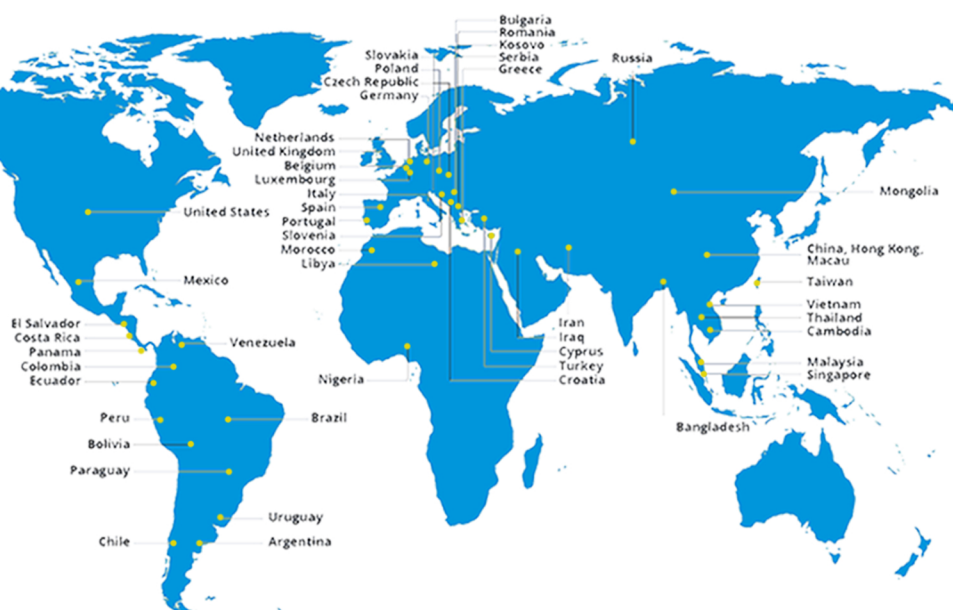 Bulgaria
Romania
Kosovo
Serbia
Greece
Slovakia
Poland
Czech Republic
Germany
Russia
Netherlands
United Kingdom
Belgium
Luxembourg
Italy
Spain
Portugal
Slovenia
Morocco
Libya
Mongolia
United States
Mexico
China, Hong Kong,
Macau
Taiwan
Vietnam
Thailand
Cambodia
Malaysia
Singapore
El Salvador
Costa Rica
Panama
Colombia
Ecuador
Venezuela
Iran
Iraq
Cyprus
Turkey
Croatia
Nigeria
Peru
Brazil
Bangladesh
Bolivia
Paraguay
Uruguay
Chile
Argentina